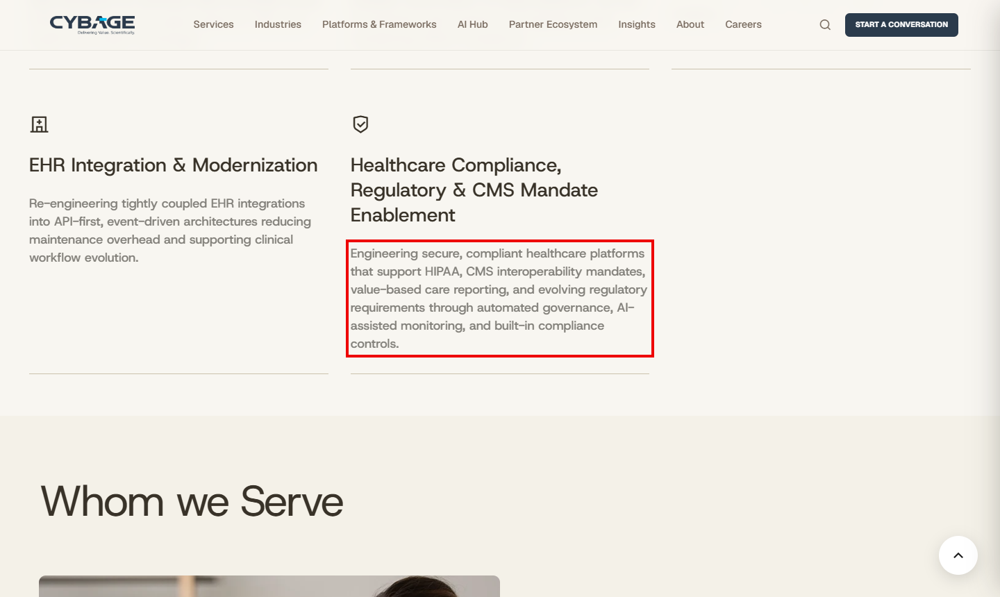 CYBAGE
Delivering Value. Scientifically.
Services
Industries
Platforms & Frameworks
AI Hub
Partner Ecosystem
Insights
About
Careers
START A CONVERSATION
EHR Integration & Modernization
Re-engineering tightly coupled EHR integrations
into API-first, event-driven architectures reducing
maintenance overhead and supporting clinical
workflow evolution.
Healthcare Compliance,
Regulatory & CMS Mandate
Enablement
Engineering secure, compliant healthcare platforms
that support HIPAA, CMS interoperability mandates,
value-based care reporting, and evolving regulatory
requirements through automated governance, AI-
assisted monitoring, and built-in compliance
controls.
Whom we Serve